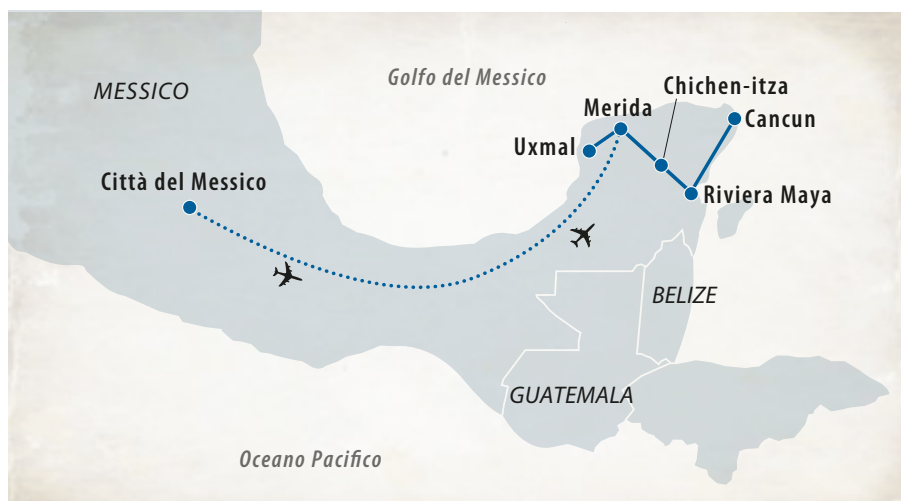 Golfo del Messico
MESSICO
Chichen-itza
Merida
Cancun
Uxmal
Città del Messico
Riviera Maya
BELIZE
GUATEMALA
Oceano Pacifico